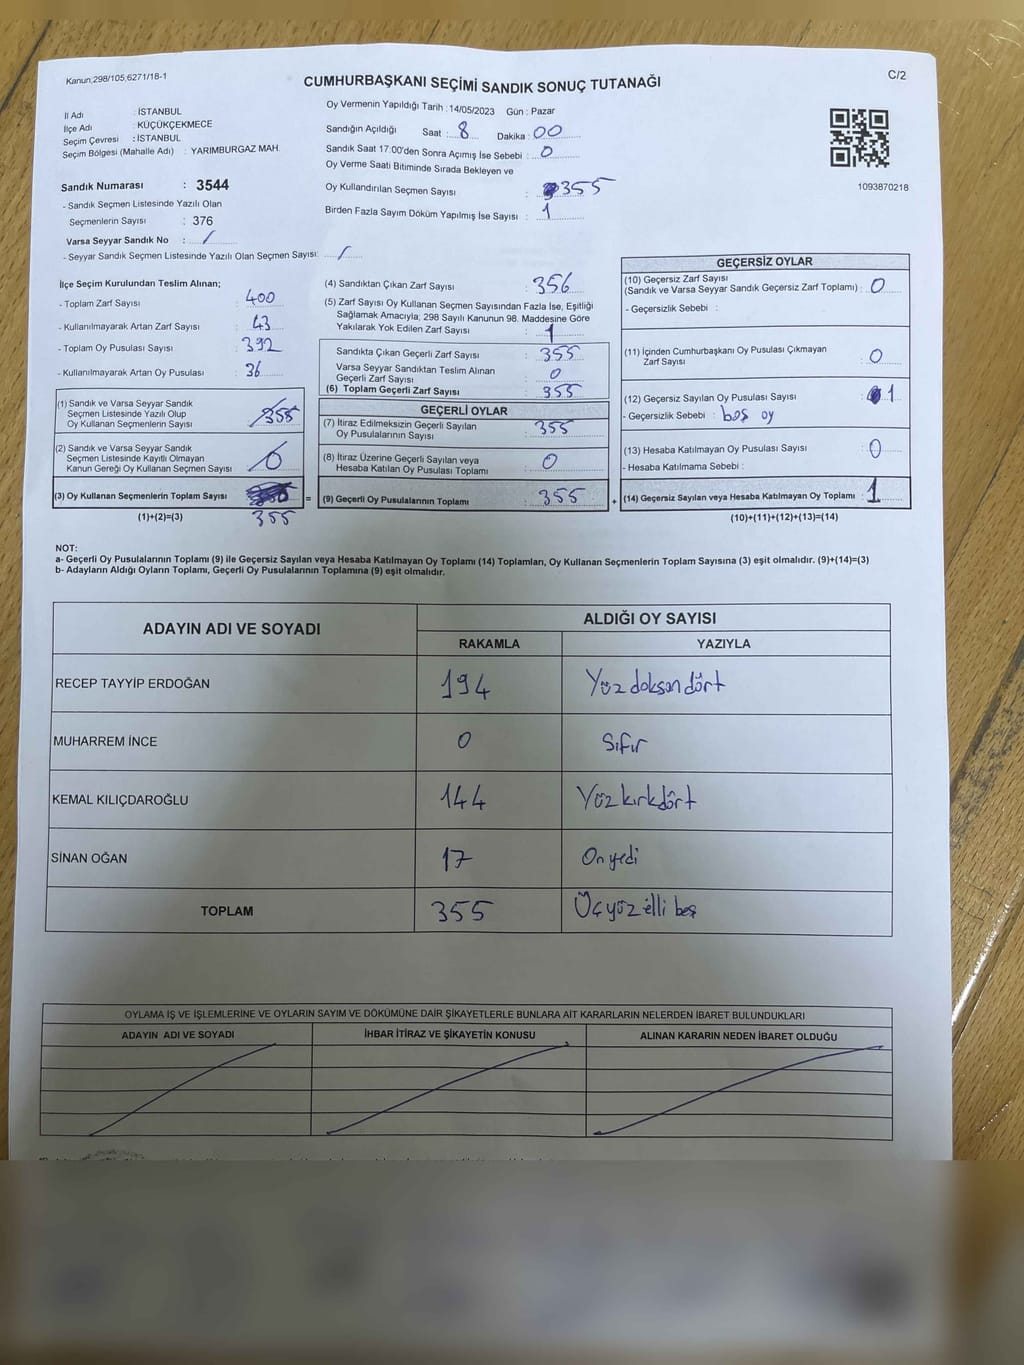 Kanun;298/105,6271/18-1
C/2
CUMHURBAŞKANI SEÇİMİ SANDIK SONUÇ TUTANAĞI
İl Adı : İSTANBUL
İlçe Adı : KÜÇÜKÇEKMECE
Seçim Çevresi : İSTANBUL
Seçim Bölgesi (Mahalle Adı) : YARIMBURGAZ MAH.
Sandık Numarası : 3544
- Sandık Seçmen Listesinde Yazılı Olan
Seçmenlerin Sayısı : 376
Varsa Seyyar Sandık No : /
- Seyyar Sandık Seçmen Listesinde Yazılı Olan Seçmen Sayısı: /
Oy Vermenin Yapıldığı Tarih : 14/05/2023 Gün : Pazar
Sandığın Açıldığı Saat : 8 Dakika : 00
Sandık Saat 17:00'den Sonra Açımış İse Sebebi : 0
Oy Verme Saati Bitiminde Sırada Bekleyen ve
Oy Kullandırılan Seçmen Sayısı : 355
Birden Fazla Sayım Döküm Yapılmış İse Sayısı : 1
1093870218
İlçe Seçim Kurulundan Teslim Alınan;
- Toplam Zarf Sayısı : 400
- Kullanılmayarak Artan Zarf Sayısı : 43
- Toplam Oy Pusulası Sayısı : 392
- Kullanılmayarak Artan Oy Pusulası : 36
(1) Sandık ve Varsa Seyyar Sandık
Seçmen Listesinde Yazılı Olup
Oy Kullanan Seçmenlerin Sayısı : 355
(2) Sandık ve Varsa Seyyar Sandık
Seçmen Listesinde Kayıtlı Olmayan
Kanun Gereği Oy Kullanan Seçmen Sayısı : 0
(3) Oy Kullanan Seçmenlerin Toplam Sayısı =
(1)+(2)=(3) 355
(4) Sandıktan Çıkan Zarf Sayısı : 356
(5) Zarf Sayısı Oy Kullanan Seçmen Sayısından Fazla İse, Eşitliği
Sağlamak Amacıyla; 298 Sayılı Kanunun 98. Maddesine Göre
Yakılarak Yok Edilen Zarf Sayısı : 1
Sandıkta Çıkan Geçerli Zarf Sayısı : 355
Varsa Seyyar Sandıktan Teslim Alınan
Geçerli Zarf Sayısı : 0
(6) Toplam Geçerli Zarf Sayısı : 355
GEÇERLİ OYLAR
(7) İtiraz Edilmeksizin Geçerli Sayılan
Oy Pusulalarının Sayısı : 355
(8) İtiraz Üzerine Geçerli Sayılan veya
Hesaba Katılan Oy Pusulası Toplamı : 0
(9) Geçerli Oy Pusulalarının Toplamı : 355 +
GEÇERSİZ OYLAR
(10) Geçersiz Zarf Sayısı
(Sandık ve Varsa Seyyar Sandık Geçersiz Zarf Toplamı) : 0
- Geçersizlik Sebebi :
(11) İçinden Cumhurbaşkanı Oy Pusulası Çıkmayan
Zarf Sayısı : 0
(12) Geçersiz Sayılan Oy Pusulası Sayısı : 1
- Geçersizlik Sebebi : boş oy
(13) Hesaba Katılmayan Oy Pusulası Sayısı : 0
- Hesaba Katılmama Sebebi :
(14) Geçersiz Sayılan veya Hesaba Katılmayan Oy Toplamı : 1
(10)+(11)+(12)+(13)=(14)
NOT:
a- Geçerli Oy Pusulalarının Toplamı (9) ile Geçersiz Sayılan veya Hesaba Katılmayan Oy Toplamı (14) Toplamları, Oy Kullanan Seçmenlerin Toplam Sayısına (3) eşit olmalıdır. (9)+(14)=(3)
b- Adayların Aldığı Oyların Toplamı, Geçerli Oy Pusulalarının Toplamına (9) eşit olmalıdır.
ADAYIN ADI VE SOYADI ALDIĞI OY SAYISI
RAKAMLA YAZIYLA
RECEP TAYYİP ERDOĞAN 194 Yüz doksan dört
MUHARREM İNCE 0 Sıfır
KEMAL KILIÇDAROĞLU 144 Yüz kırkdört
SİNAN OĞAN 17 On yedi
TOPLAM 355 Üçyüz elli beş
OYLAMA İŞ VE İŞLEMLERİNE VE OYLARIN SAYIM VE DÖKÜMÜNE DAİR ŞİKAYETLERLE BUNLARA AİT KARARLARIN NELERDEN İBARET BULUNDUKLARI
ADAYIN ADI VE SOYADI İHBAR İTİRAZ VE ŞİKAYETİN KONUSU ALINAN KARARIN NEDEN İBARET OLDUĞU